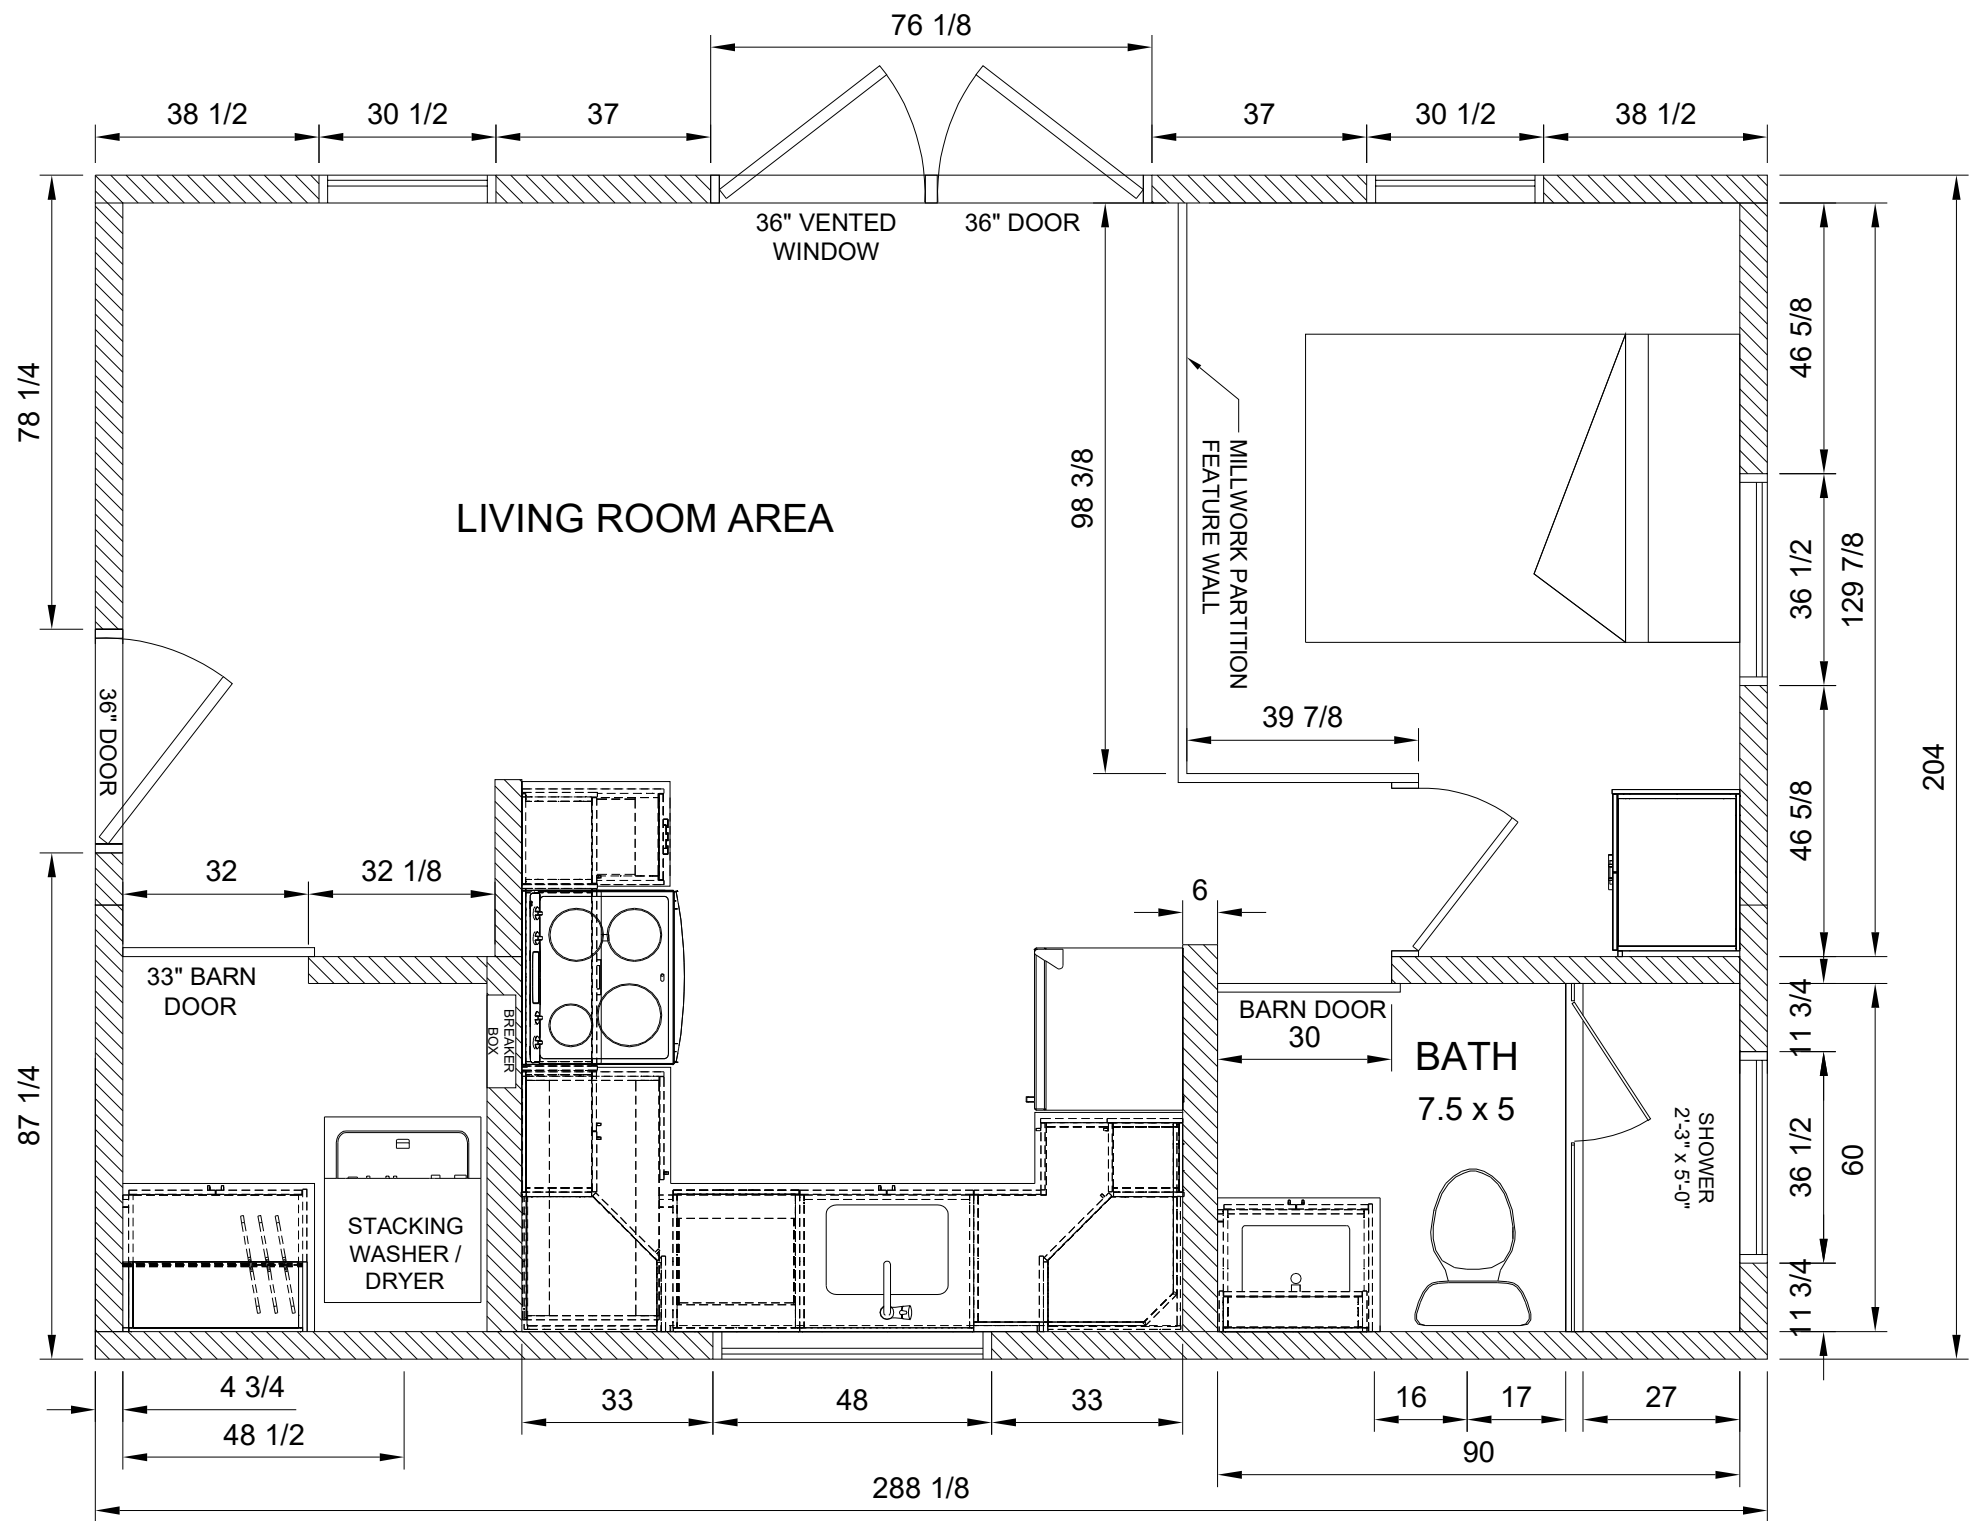 76 1/8
38 1/2
30 1/2
37
37
30 1/2
38 1/2
36" VENTED
WINDOW
36" DOOR
78 1/4
46 5/8
98 3/8
MILLWORK PARTITION
FEATURE WALL
LIVING ROOM AREA
36 1/2
129 7/8
39 7/8
36" DOOR
204
46 5/8
32
32 1/8
6
33" BARN
DOOR
BREAKER
BOX
BARN DOOR
30
11 3/4
BATH
7.5 x 5
87 1/4
SHOWER
2'-3" x 5'-0"
36 1/2
60
STACKING
WASHER /
DRYER
11 3/4
4 3/4
48 1/2
33
48
33
16
17
27
90
288 1/8